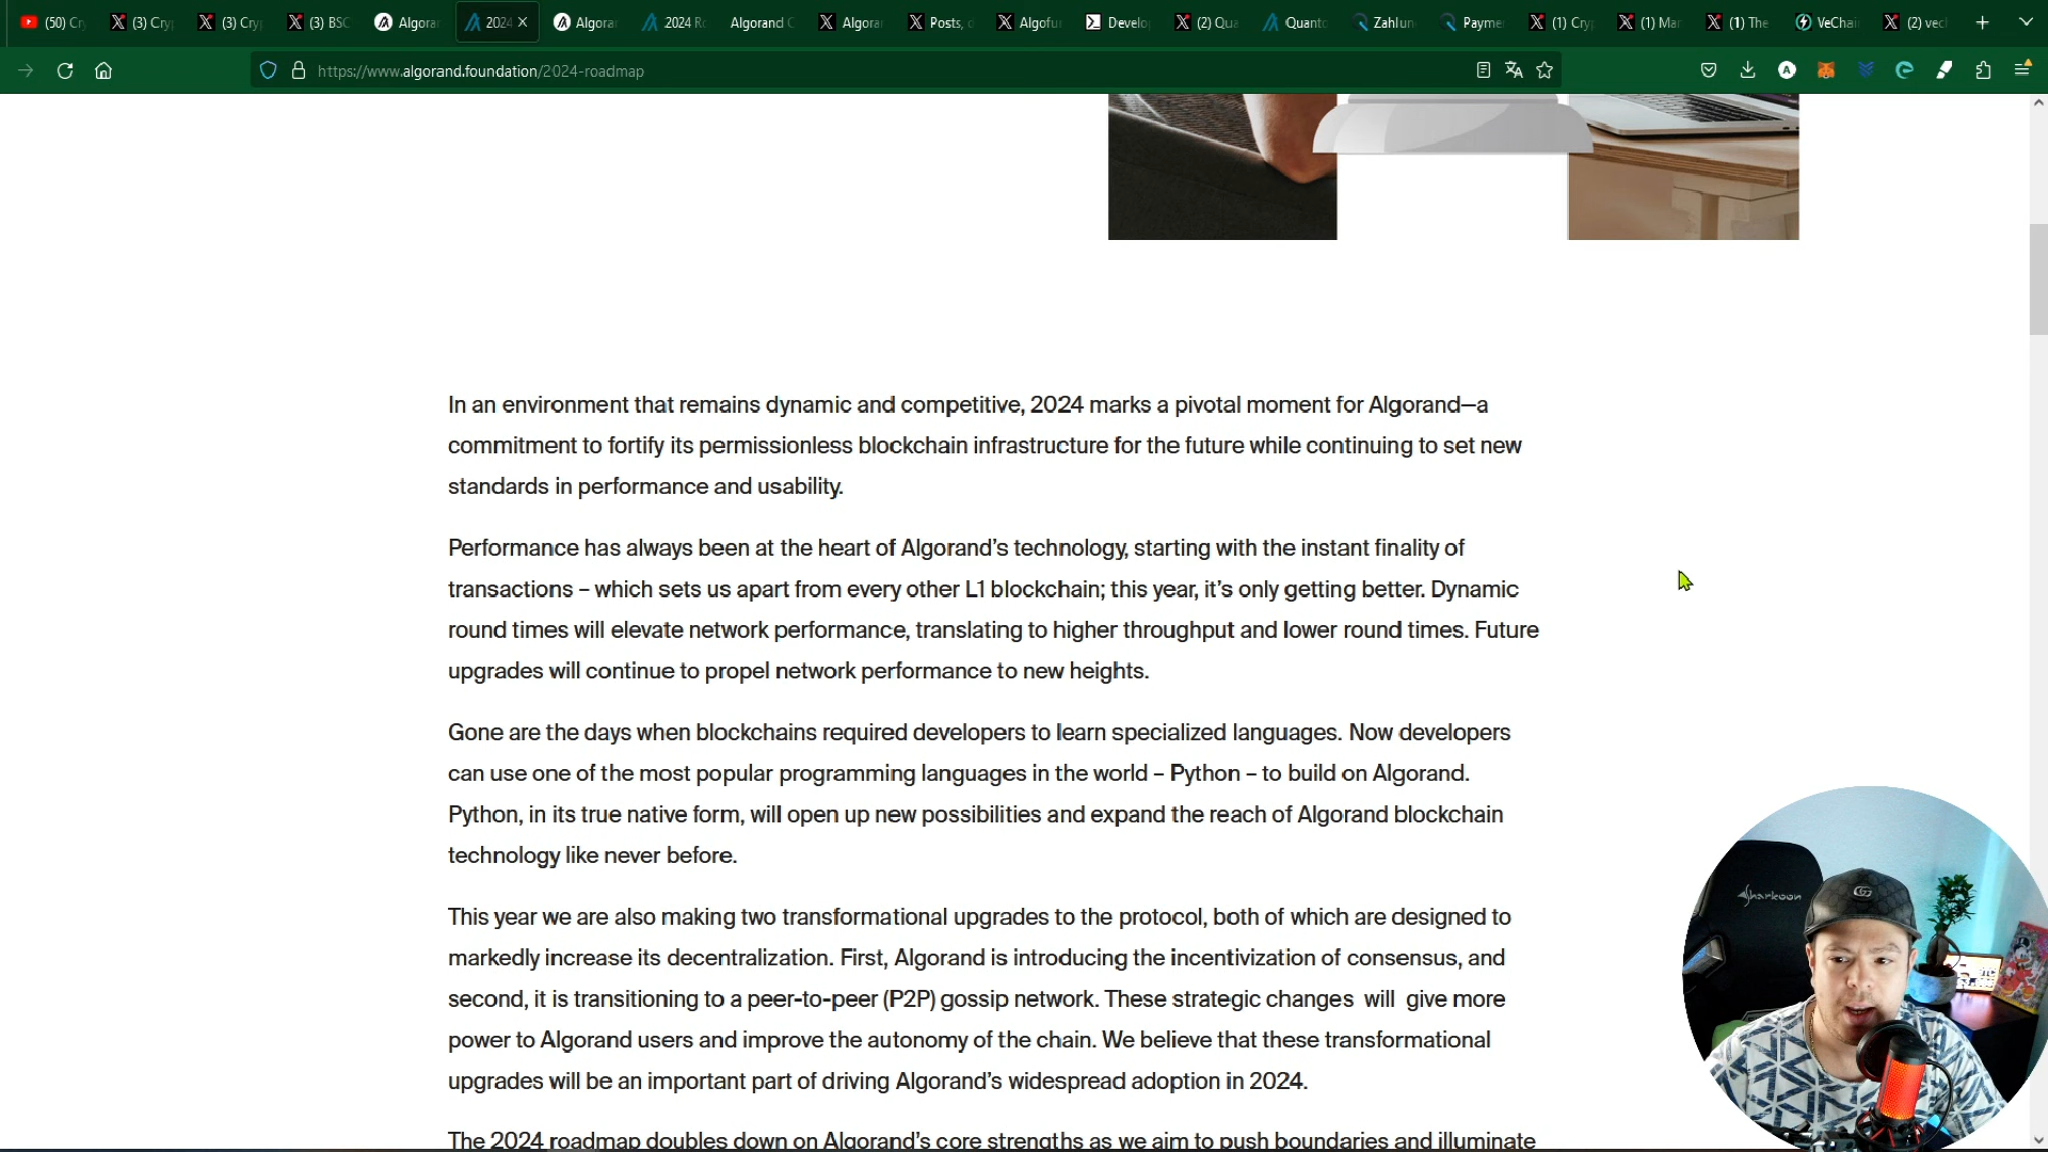 (50) Cry
(3) Cry
(3) Cry
(3) BSC
Algora
2024
Algora
2024 Ro
Algorand C
Algora
Posts, 
Algofu
Develo
(2) Qua
Quanto
Zahlun
Payme
(1) Cry
(1) Ma
(1) The
VeChai
(2) vec
https://www.algorand.foundation/2024-roadmap
In an environment that remains dynamic and competitive, 2024 marks a pivotal moment for Algorand—a
commitment to fortify its permissionless blockchain infrastructure for the future while continuing to set new
standards in performance and usability.
Performance has always been at the heart of Algorand’s technology, starting with the instant finality of
transactions – which sets us apart from every other L1 blockchain; this year, it’s only getting better. Dynamic
round times will elevate network performance, translating to higher throughput and lower round times. Future
upgrades will continue to propel network performance to new heights.
Gone are the days when blockchains required developers to learn specialized languages. Now developers
can use one of the most popular programming languages in the world – Python – to build on Algorand.
Python, in its true native form, will open up new possibilities and expand the reach of Algorand blockchain
technology like never before.
This year we are also making two transformational upgrades to the protocol, both of which are designed to
markedly increase its decentralization. First, Algorand is introducing the incentivization of consensus, and
second, it is transitioning to a peer-to-peer (P2P) gossip network. These strategic changes will give more
power to Algorand users and improve the autonomy of the chain. We believe that these transformational
upgrades will be an important part of driving Algorand’s widespread adoption in 2024.
The 2024 roadmap doubles down on Algorand’s core strengths as we aim to push boundaries and illuminate
Sharkoon